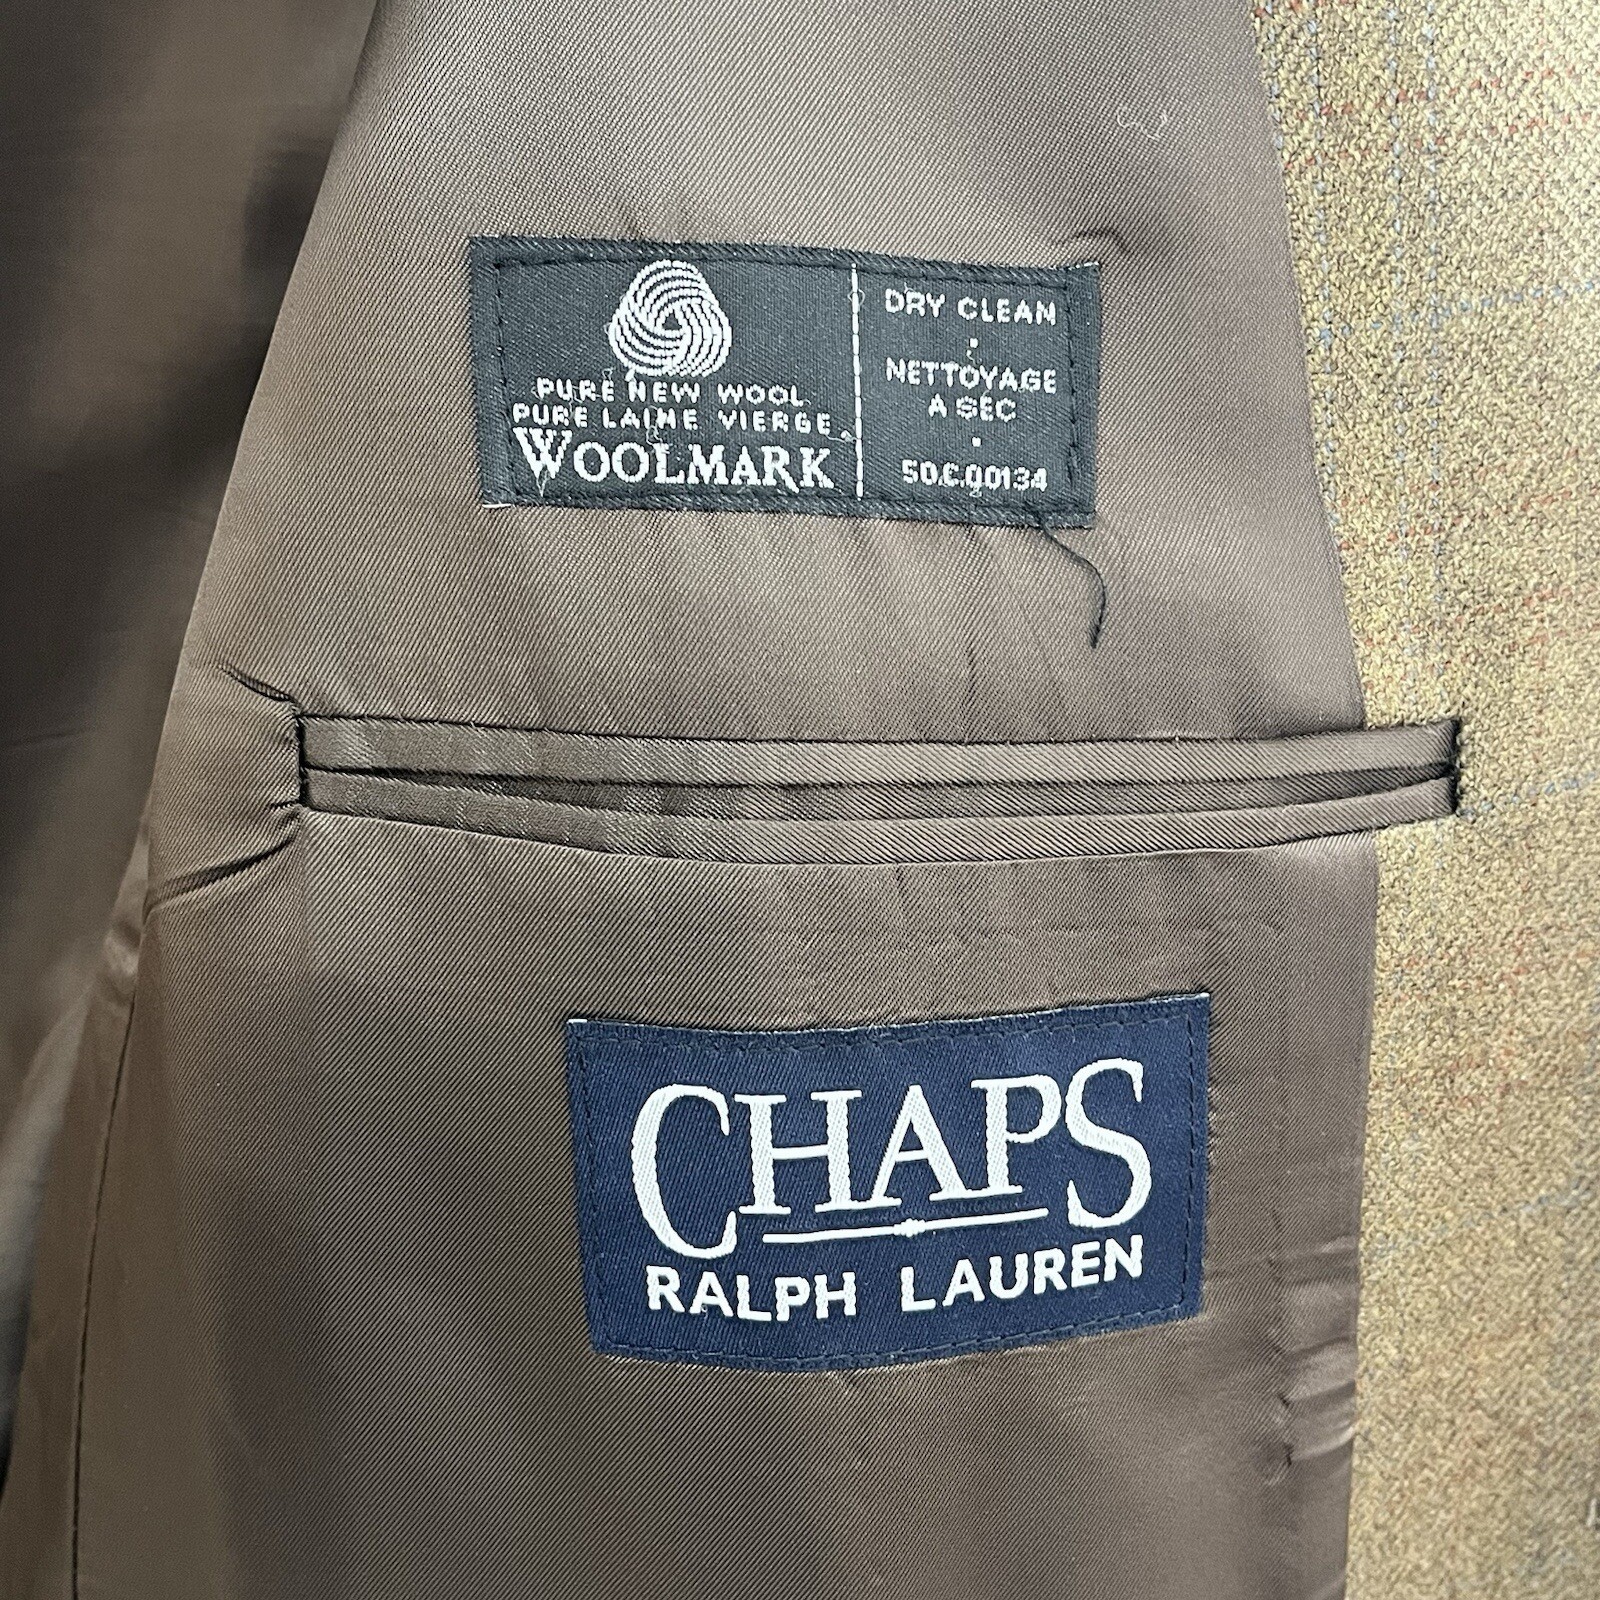 PURE NEW WOOL
PURE LAINE VIERGE
WOOLMARK
DRY CLEAN
NETTOYAGE
A SEC
50.C.00134
CHAPS
RALPH LAUREN